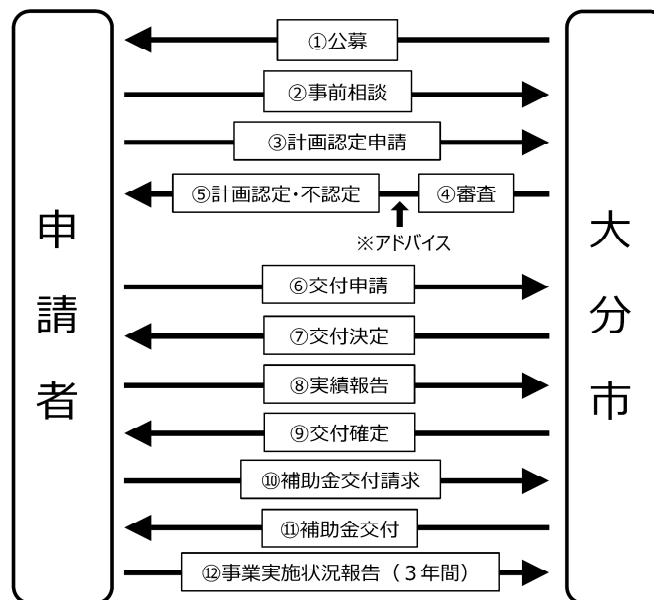 ①公募
②事前相談
③計画認定申請
⑤計画認定・不認定
④審査
※アドバイス
⑥交付申請
⑦交付決定
⑧実績報告
⑨交付確定
⑩補助金交付請求
⑪補助金交付
⑫事業実施状況報告（３年間）
申請者
大分市